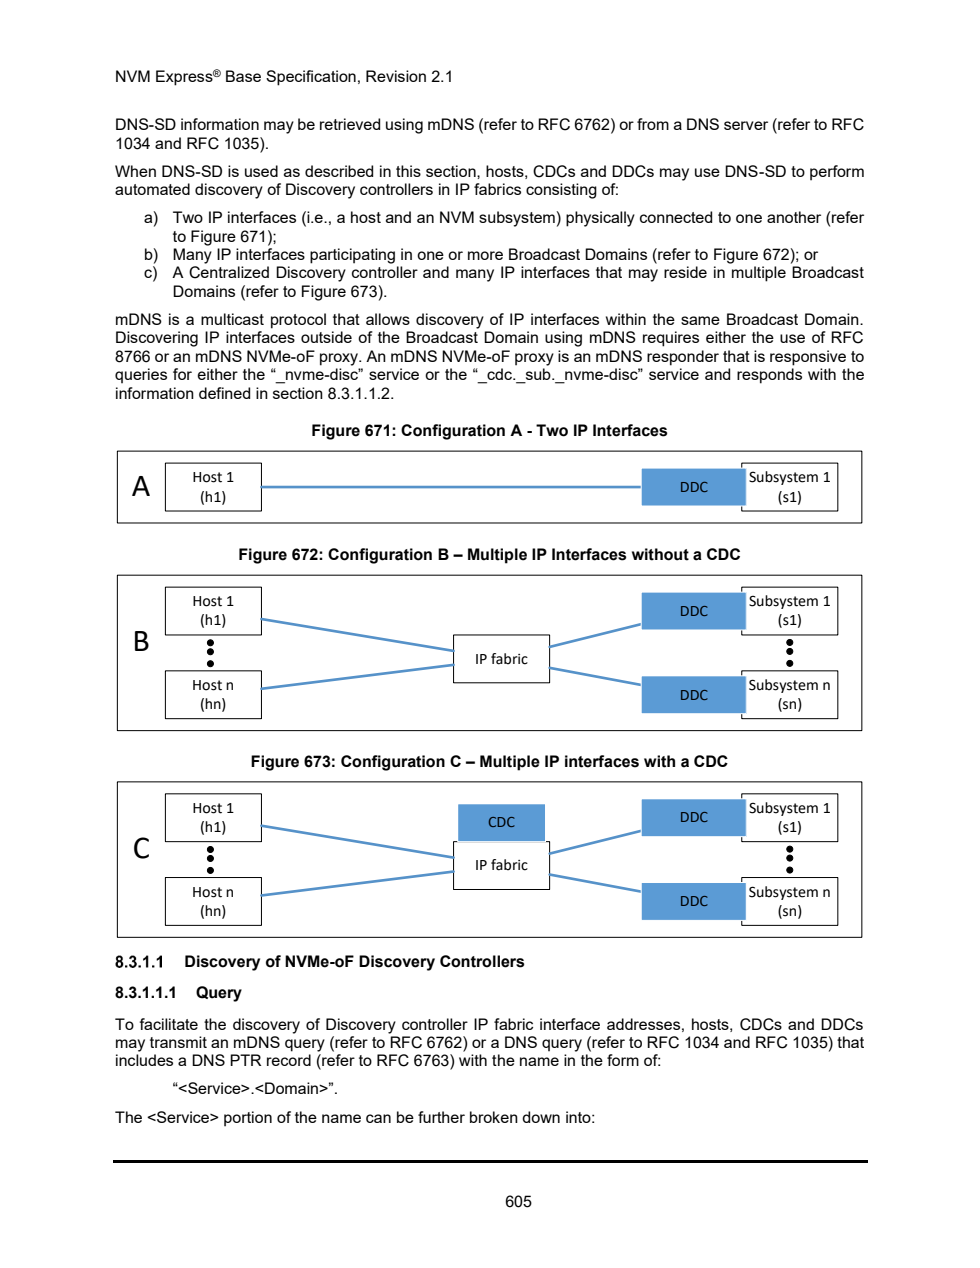 NVM Express® Base Specification, Revision 2.1
DNS-SD information may be retrieved using mDNS (refer to RFC 6762) or from a DNS server (refer to RFC
1034 and RFC 1035).
When DNS-SD is used as described in this section, hosts, CDCs and DDCs may use DNS-SD to perform
automated discovery of Discovery controllers in IP fabrics consisting of:
a) Two IP interfaces (i.e., a host and an NVM subsystem) physically connected to one another (refer
to Figure 671);
b) Many IP interfaces participating in one or more Broadcast Domains (refer to Figure 672); or
c) A Centralized Discovery controller and many IP interfaces that may reside in multiple Broadcast
Domains (refer to Figure 673).
mDNS is a multicast protocol that allows discovery of IP interfaces within the same Broadcast Domain.
Discovering IP interfaces outside of the Broadcast Domain using mDNS requires either the use of RFC
8766 or an mDNS NVMe-oF proxy. An mDNS NVMe-oF proxy is an mDNS responder that is responsive to
queries for either the “_nvme-disc” service or the “_cdc._sub._nvme-disc” service and responds with the
information defined in section 8.3.1.1.2.
Figure 671: Configuration A - Two IP Interfaces
A
Host 1
(h1)
DDC
Subsystem 1
(s1)
Figure 672: Configuration B – Multiple IP Interfaces without a CDC
B
Host 1
(h1)
Host n
(hn)
IP fabric
DDC
Subsystem 1
(s1)
DDC
Subsystem n
(sn)
Figure 673: Configuration C – Multiple IP interfaces with a CDC
C
Host 1
(h1)
Host n
(hn)
CDC
IP fabric
DDC
Subsystem 1
(s1)
DDC
Subsystem n
(sn)
8.3.1.1 Discovery of NVMe-oF Discovery Controllers
8.3.1.1.1 Query
To facilitate the discovery of Discovery controller IP fabric interface addresses, hosts, CDCs and DDCs
may transmit an mDNS query (refer to RFC 6762) or a DNS query (refer to RFC 1034 and RFC 1035) that
includes a DNS PTR record (refer to RFC 6763) with the name in the form of:
“<Service>.<Domain>”.
The <Service> portion of the name can be further broken down into:
605